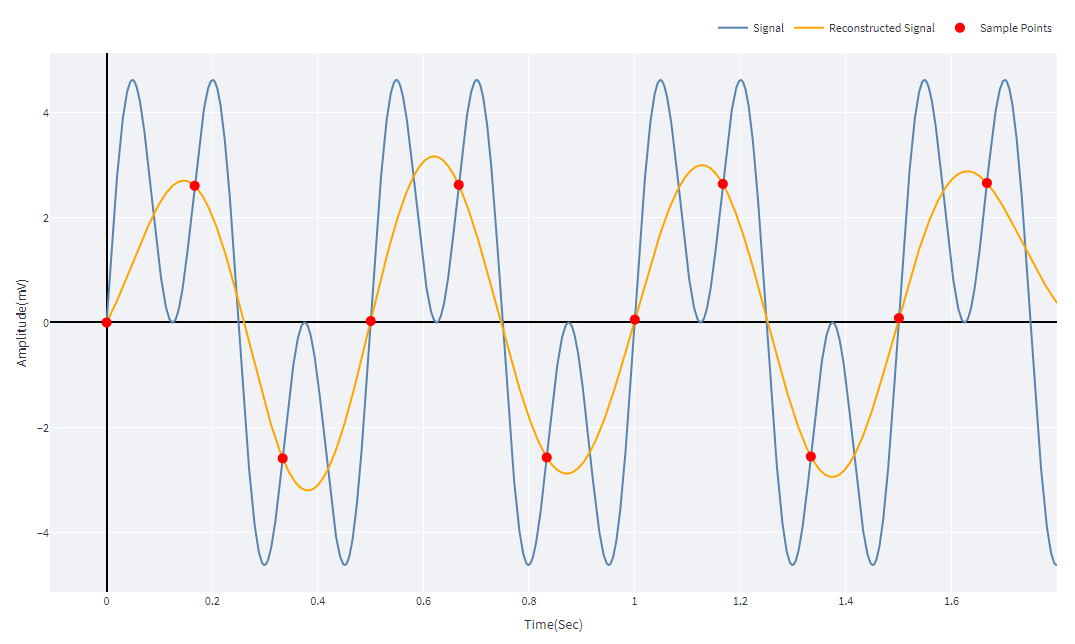 Signal Reconstructed Signal Sample Points
Amplitude(mV)
4
2
0
−2
−4
0 0.2 0.4 0.6 0.8 1 1.2 1.4 1.6
Time(Sec)